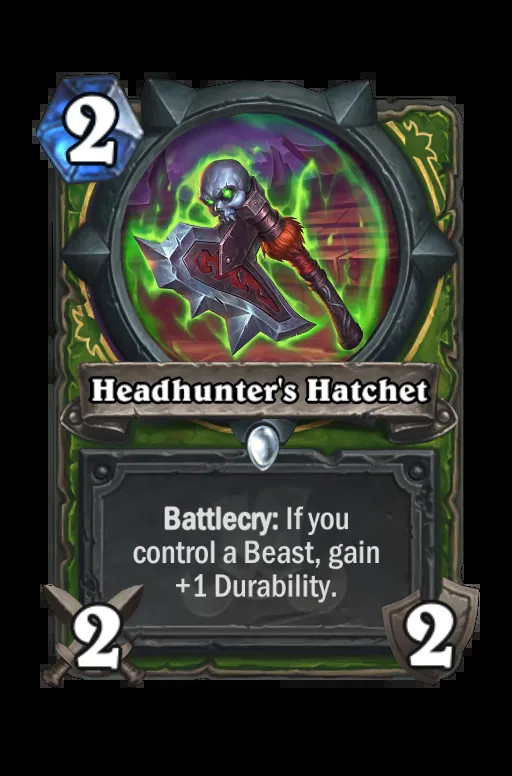 2
Headhunter's Hatchet
Battlecry: If you
control a Beast, gain
+1 Durability.
2
2